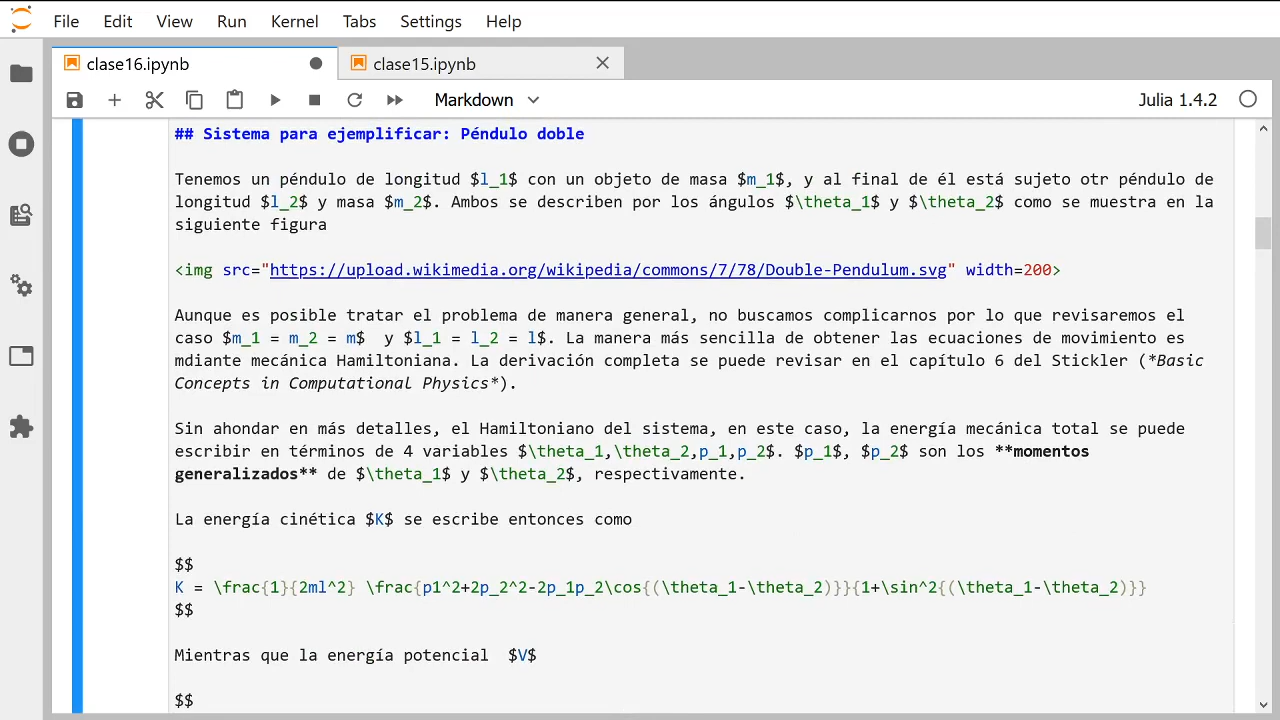 File Edit View Run Kernel Tabs Settings Help
clase16.ipynb clase15.ipynb
Markdown Julia 1.4.2
## Sistema para ejemplificar: Péndulo doble
Tenemos un péndulo de longitud $l_1$ con un objeto de masa $m_1$, y al final de él está sujeto otr péndulo de
longitud $l_2$ y masa $m_2$. Ambos se describen por los ángulos $\theta_1$ y $\theta_2$ como se muestra en la
siguiente figura
<img src="https://upload.wikimedia.org/wikipedia/commons/7/78/Double-Pendulum.svg" width=200>
Aunque es posible tratar el problema de manera general, no buscamos complicarnos por lo que revisaremos el
caso $m_1 = m_2 = m$  y $l_1 = l_2 = l$. La manera más sencilla de obtener las ecuaciones de movimiento es
mdiante mecánica Hamiltoniana. La derivación completa se puede revisar en el capítulo 6 del Stickler (*Basic
Concepts in Computational Physics*).
Sin ahondar en más detalles, el Hamiltoniano del sistema, en este caso, la energía mecánica total se puede
escribir en términos de 4 variables $\theta_1,\theta_2,p_1,p_2$. $p_1$, $p_2$ son los **momentos
generalizados** de $\theta_1$ y $\theta_2$, respectivamente.
La energía cinética $K$ se escribe entonces como
$$
K = \frac{1}{2ml^2} \frac{p1^2+2p_2^2-2p_1p_2\cos{(\theta_1-\theta_2)}}{1+\sin^2{(\theta_1-\theta_2)}}
$$
Mientras que la energía potencial  $V$
$$